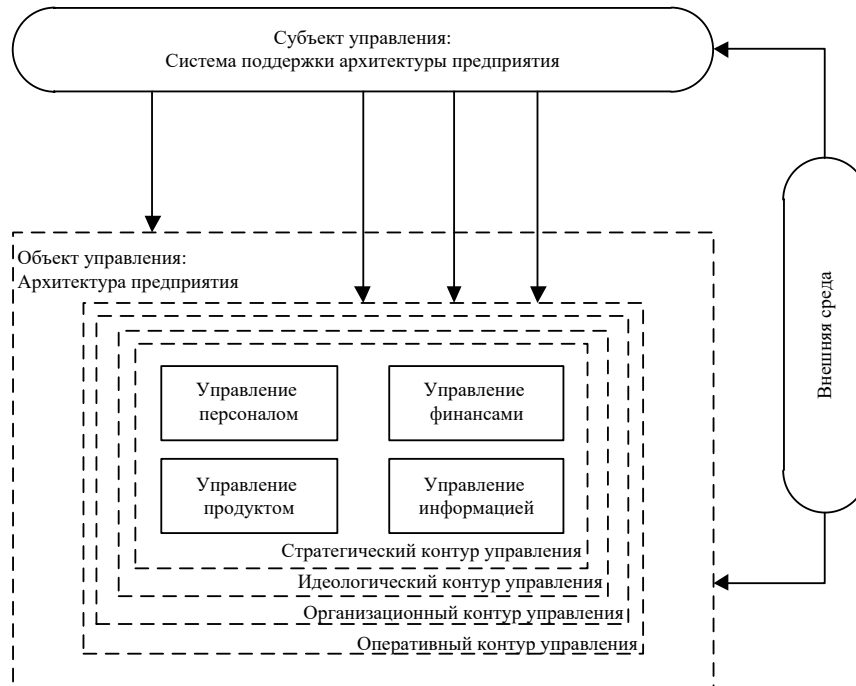 Субъект управления:
Система поддержки архитектуры предприятия
Внешняя среда
Объект управления:
Архитектура предприятия
Управление
персоналом
Управление
финансами
Управление
продуктом
Управление
информацией
Стратегический контур управления
Идеологический контур управления
Организационный контур управления
Оперативный контур управления